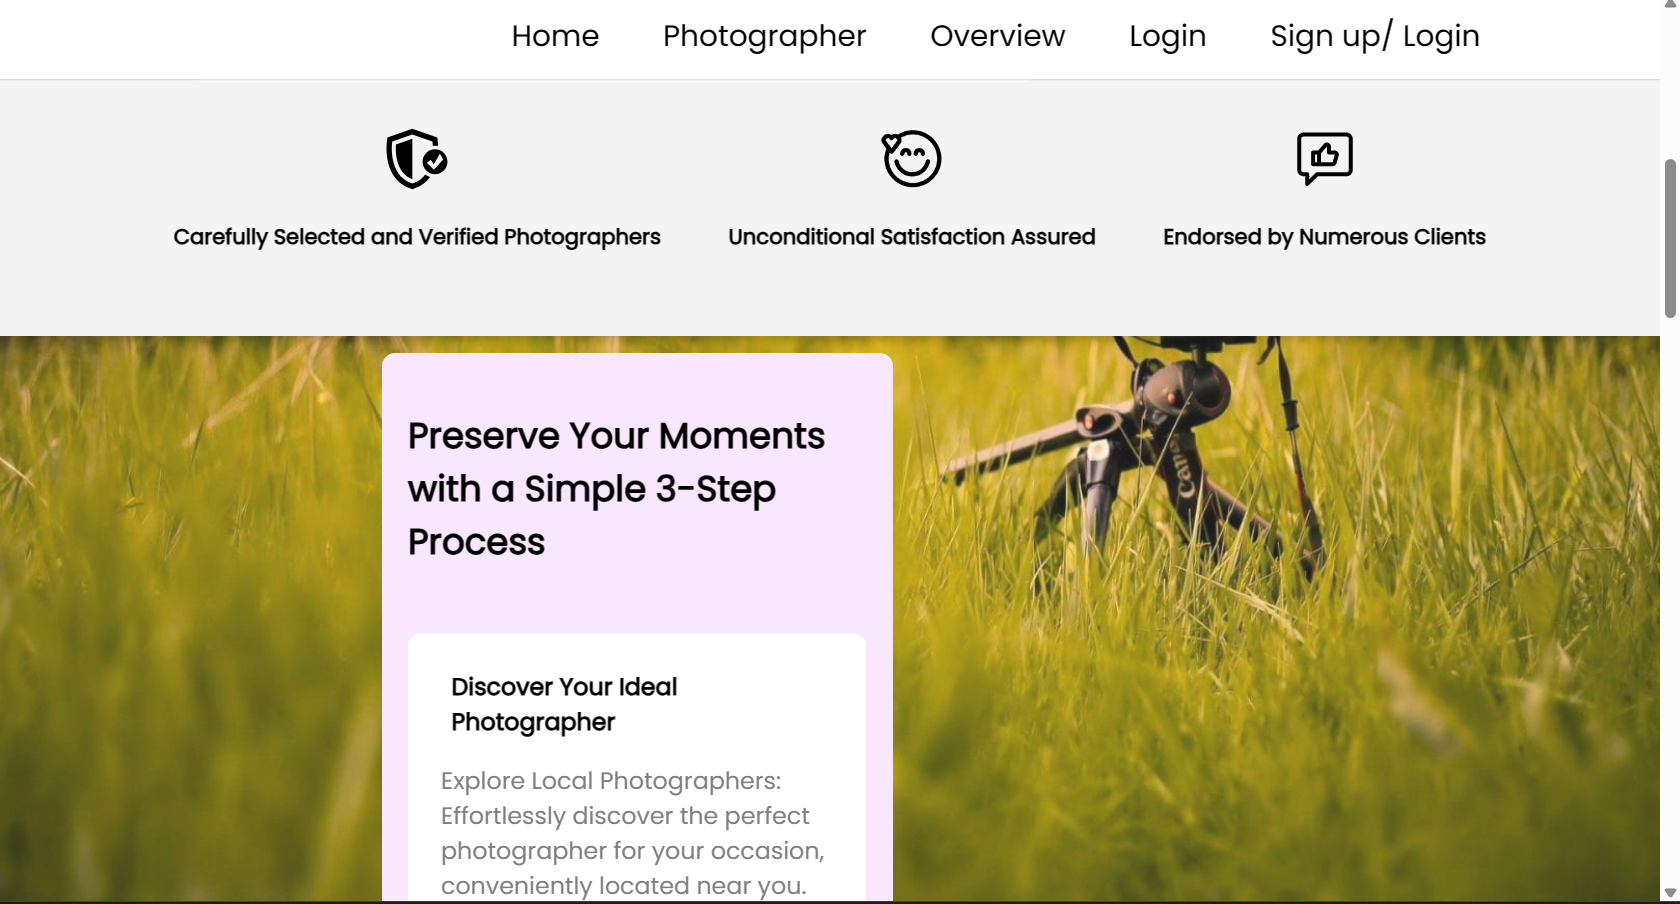 Home Photographer Overview Login Sign up/ Login
Carefully Selected and Verified Photographers Unconditional Satisfaction Assured Endorsed by Numerous Clients
Preserve Your Moments
with a Simple 3-Step
Process
Canon
Discover Your Ideal
Photographer
Explore Local Photographers:
Effortlessly discover the perfect
photographer for your occasion,
conveniently located near you.